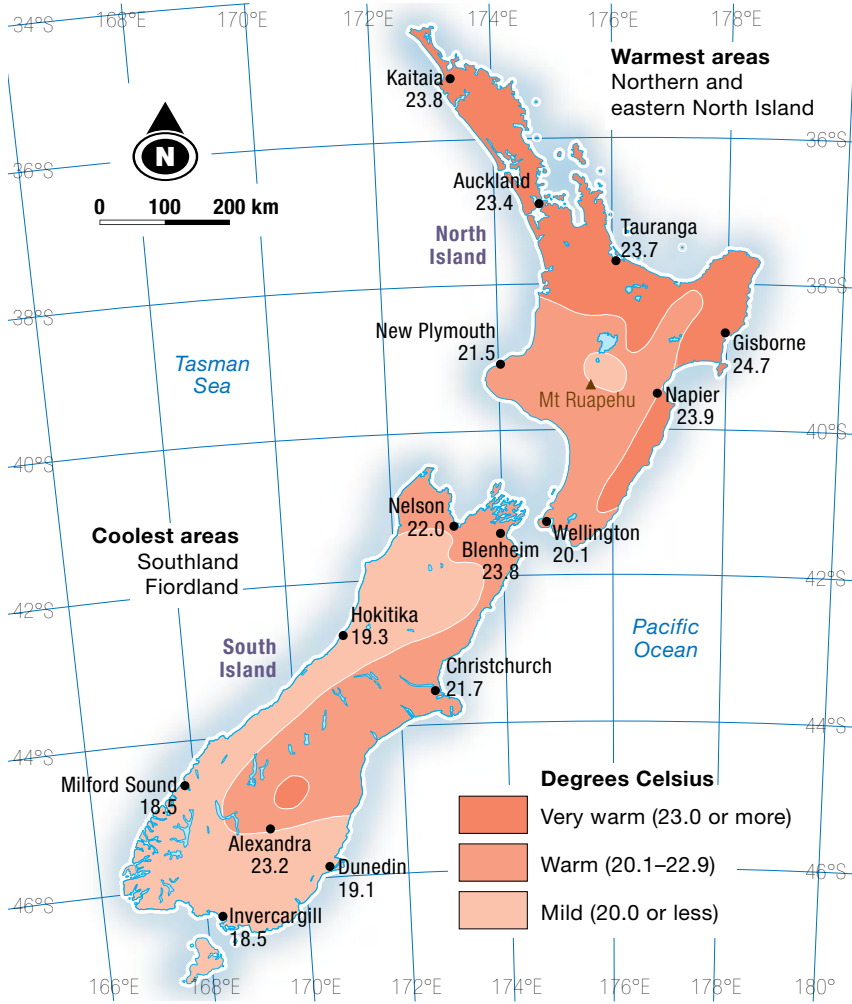 34°S
168°E
170°E
172°E
174°E
176°E
178°E
Warmest areas
Northern and
eastern North Island
Kaitaia
23.8
N
36°S
36°S
0 100 200 km
Auckland
23.4
North
Island
Tauranga
23.7
38°S
38°S
New Plymouth
21.5
Gisborne
24.7
Tasman
Sea
Mt Ruapehu
Napier
23.9
40°S
40°S
Nelson
22.0
Coolest areas
Southland
Fiordland
Wellington
20.1
Blenheim
23.8
42°S
42°S
Hokitika
19.3
Pacific
Ocean
South
Island
Christchurch
21.7
44°S
44°S
Milford Sound
18.5
Degrees Celsius
Very warm (23.0 or more)
Warm (20.1–22.9)
Mild (20.0 or less)
Alexandra
23.2
Dunedin
19.1
46°S
46°S
Invercargill
18.5
166°E
168°E
170°E
172°E
174°E
176°E
178°E
180°